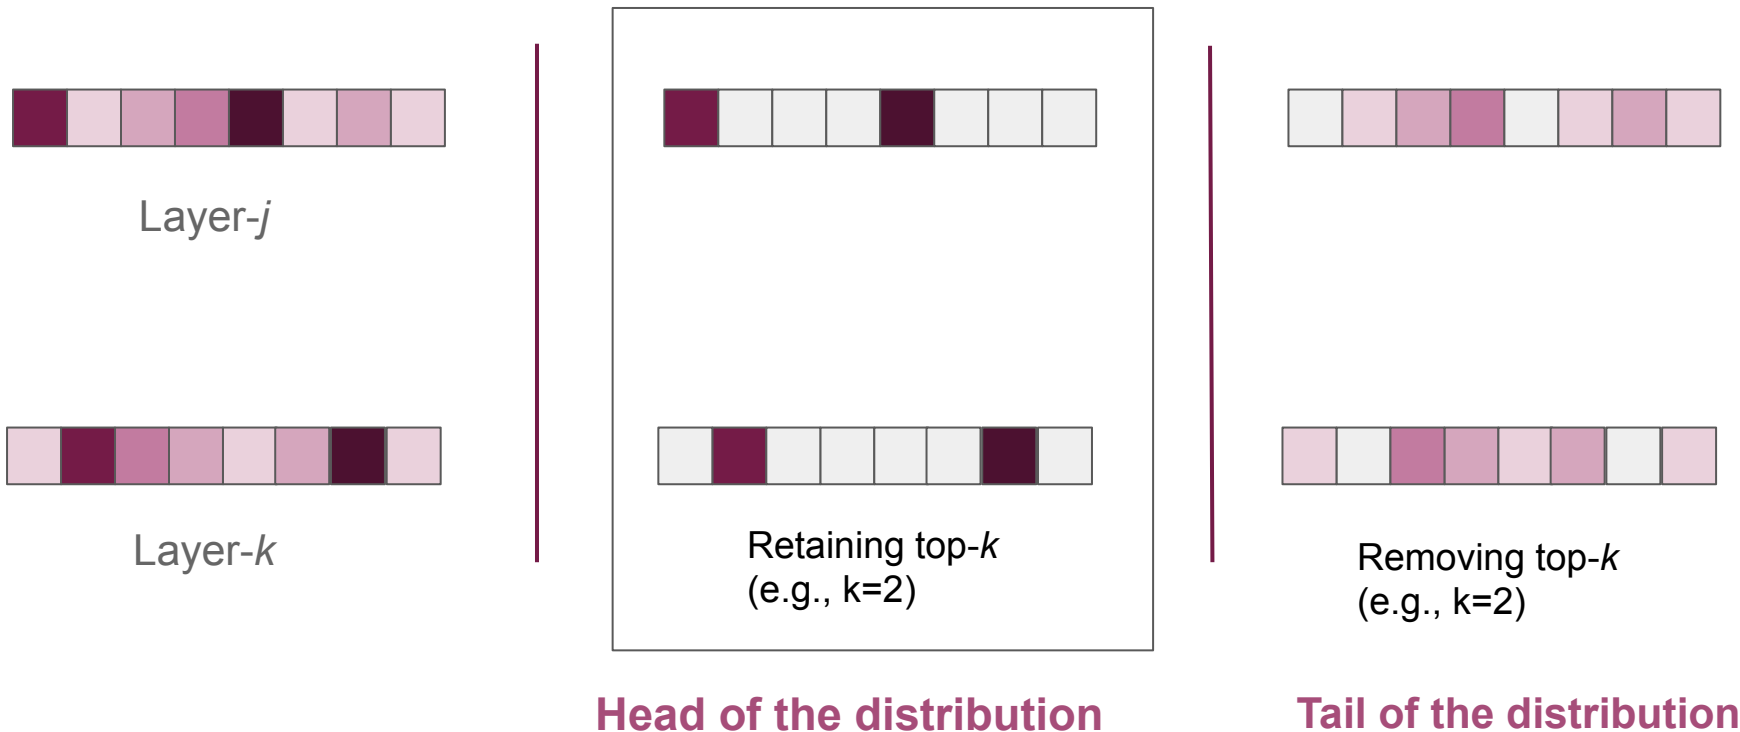 Layer-j
Layer-k
Retaining top-k
(e.g., k=2)
Head of the distribution
Removing top-k
(e.g., k=2)
Tail of the distribution